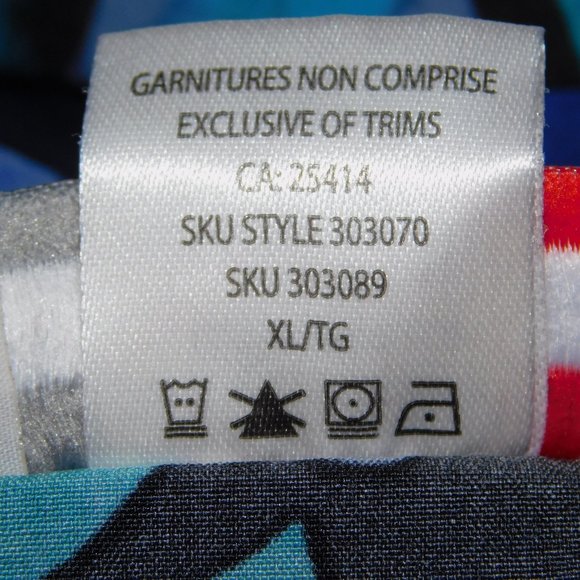 GARNITURES NON COMPRISE
EXCLUSIVE OF TRIMS
CA: 25414
SKU STYLE 303070
SKU 303089
XL/TG